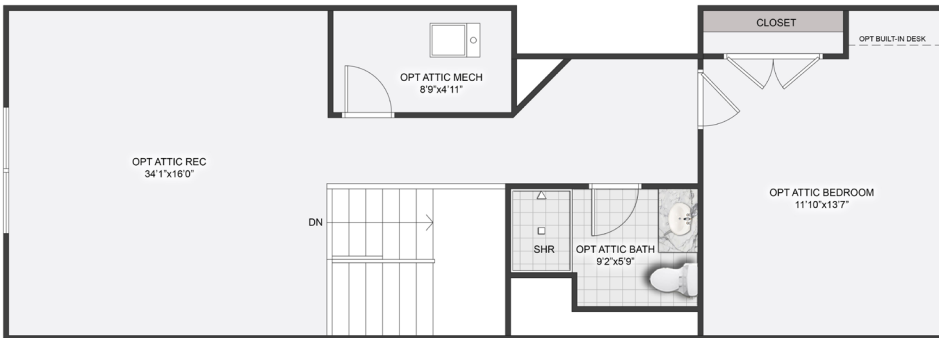 CLOSET
OPT BUILT-IN DESK
OPT ATTIC MECH
8'9"x4'11"
OPT ATTIC REC
34'1"x16'0"
OPT ATTIC BEDROOM
11'10"x13'7"
DN
SHR
OPT ATTIC BATH
9'2"x5'9"